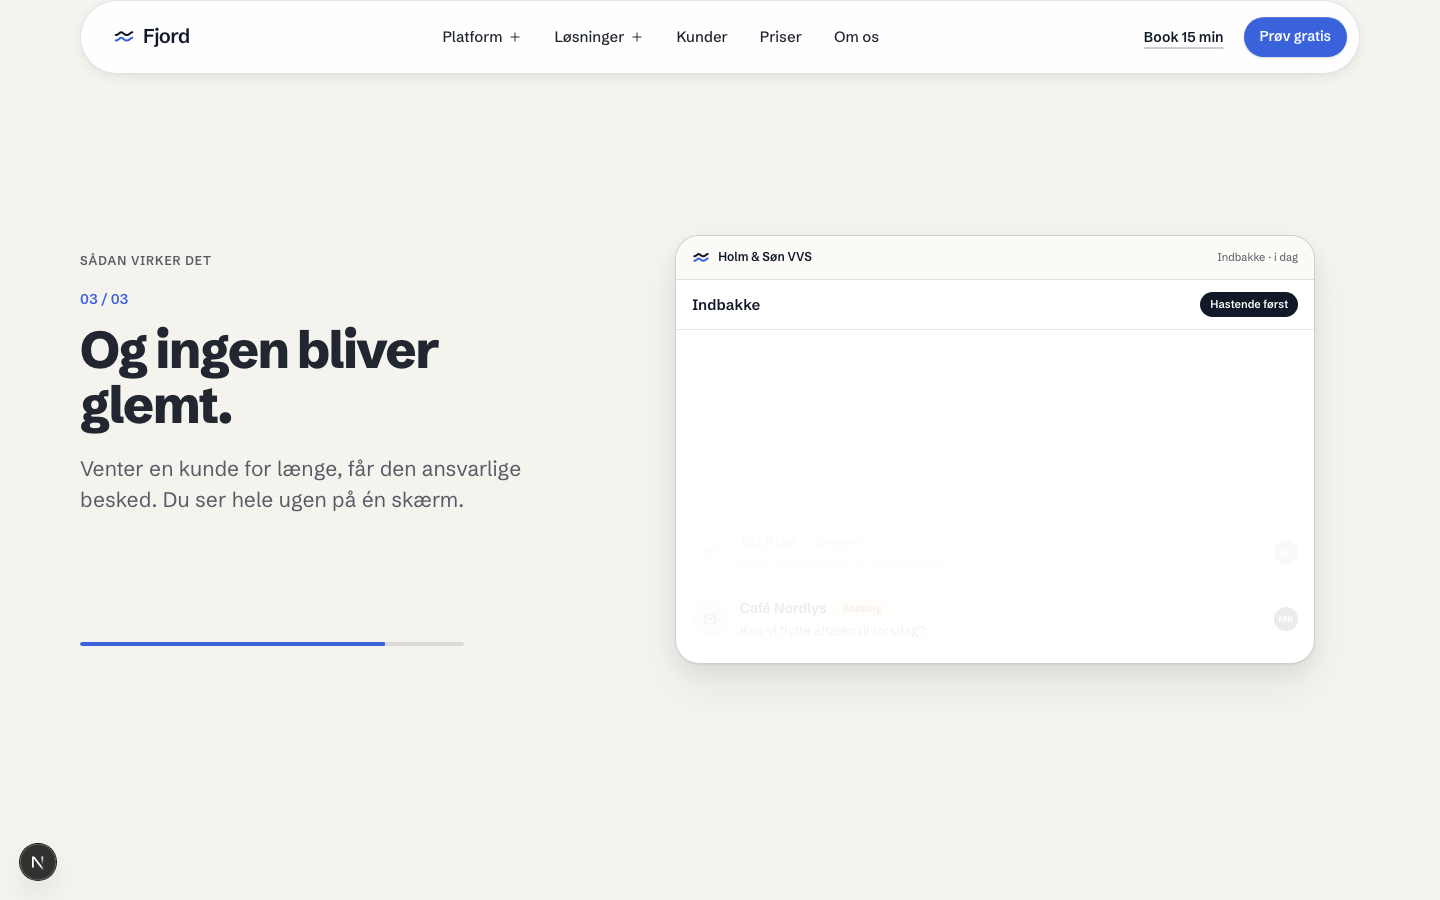 Fjord
Platform +
Løsninger +
Kunder
Priser
Om os
Book 15 min
Prøv gratis
SÅDAN VIRKER DET
03 / 03
Og ingen bliver
glemt.
Venter en kunde for længe, får den ansvarlige
besked. Du ser hele ugen på én skærm.
Holm & Søn VVS
Indbakke · i dag
Indbakke
Hastende først
Ida Kjær
Café Nordlys
Booking
Kan vi flytte aftalen til torsdag?
MK
N